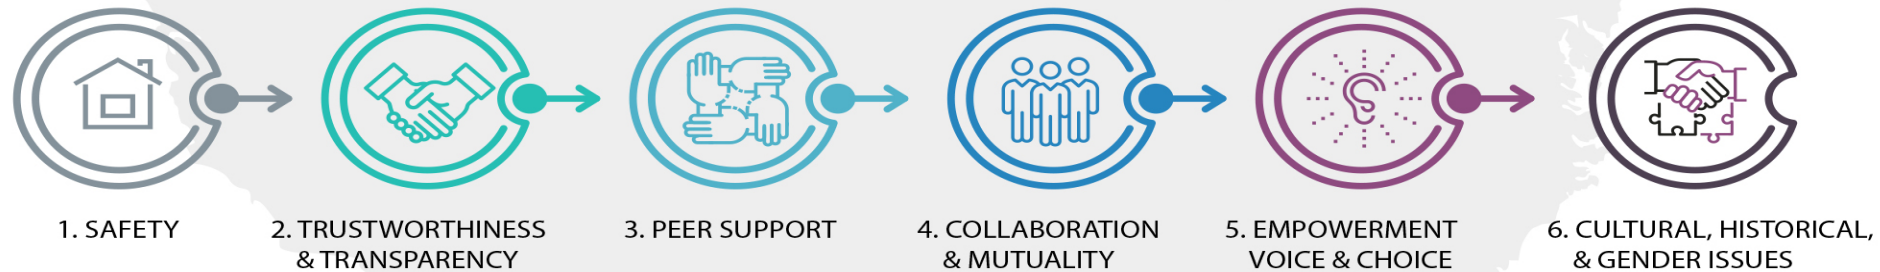 1. SAFETY
2. TRUSTWORTHINESS
& TRANSPARENCY
3. PEER SUPPORT
4. COLLABORATION
& MUTUALITY
5. EMPOWERMENT
VOICE & CHOICE
6. CULTURAL, HISTORICAL,
& GENDER ISSUES